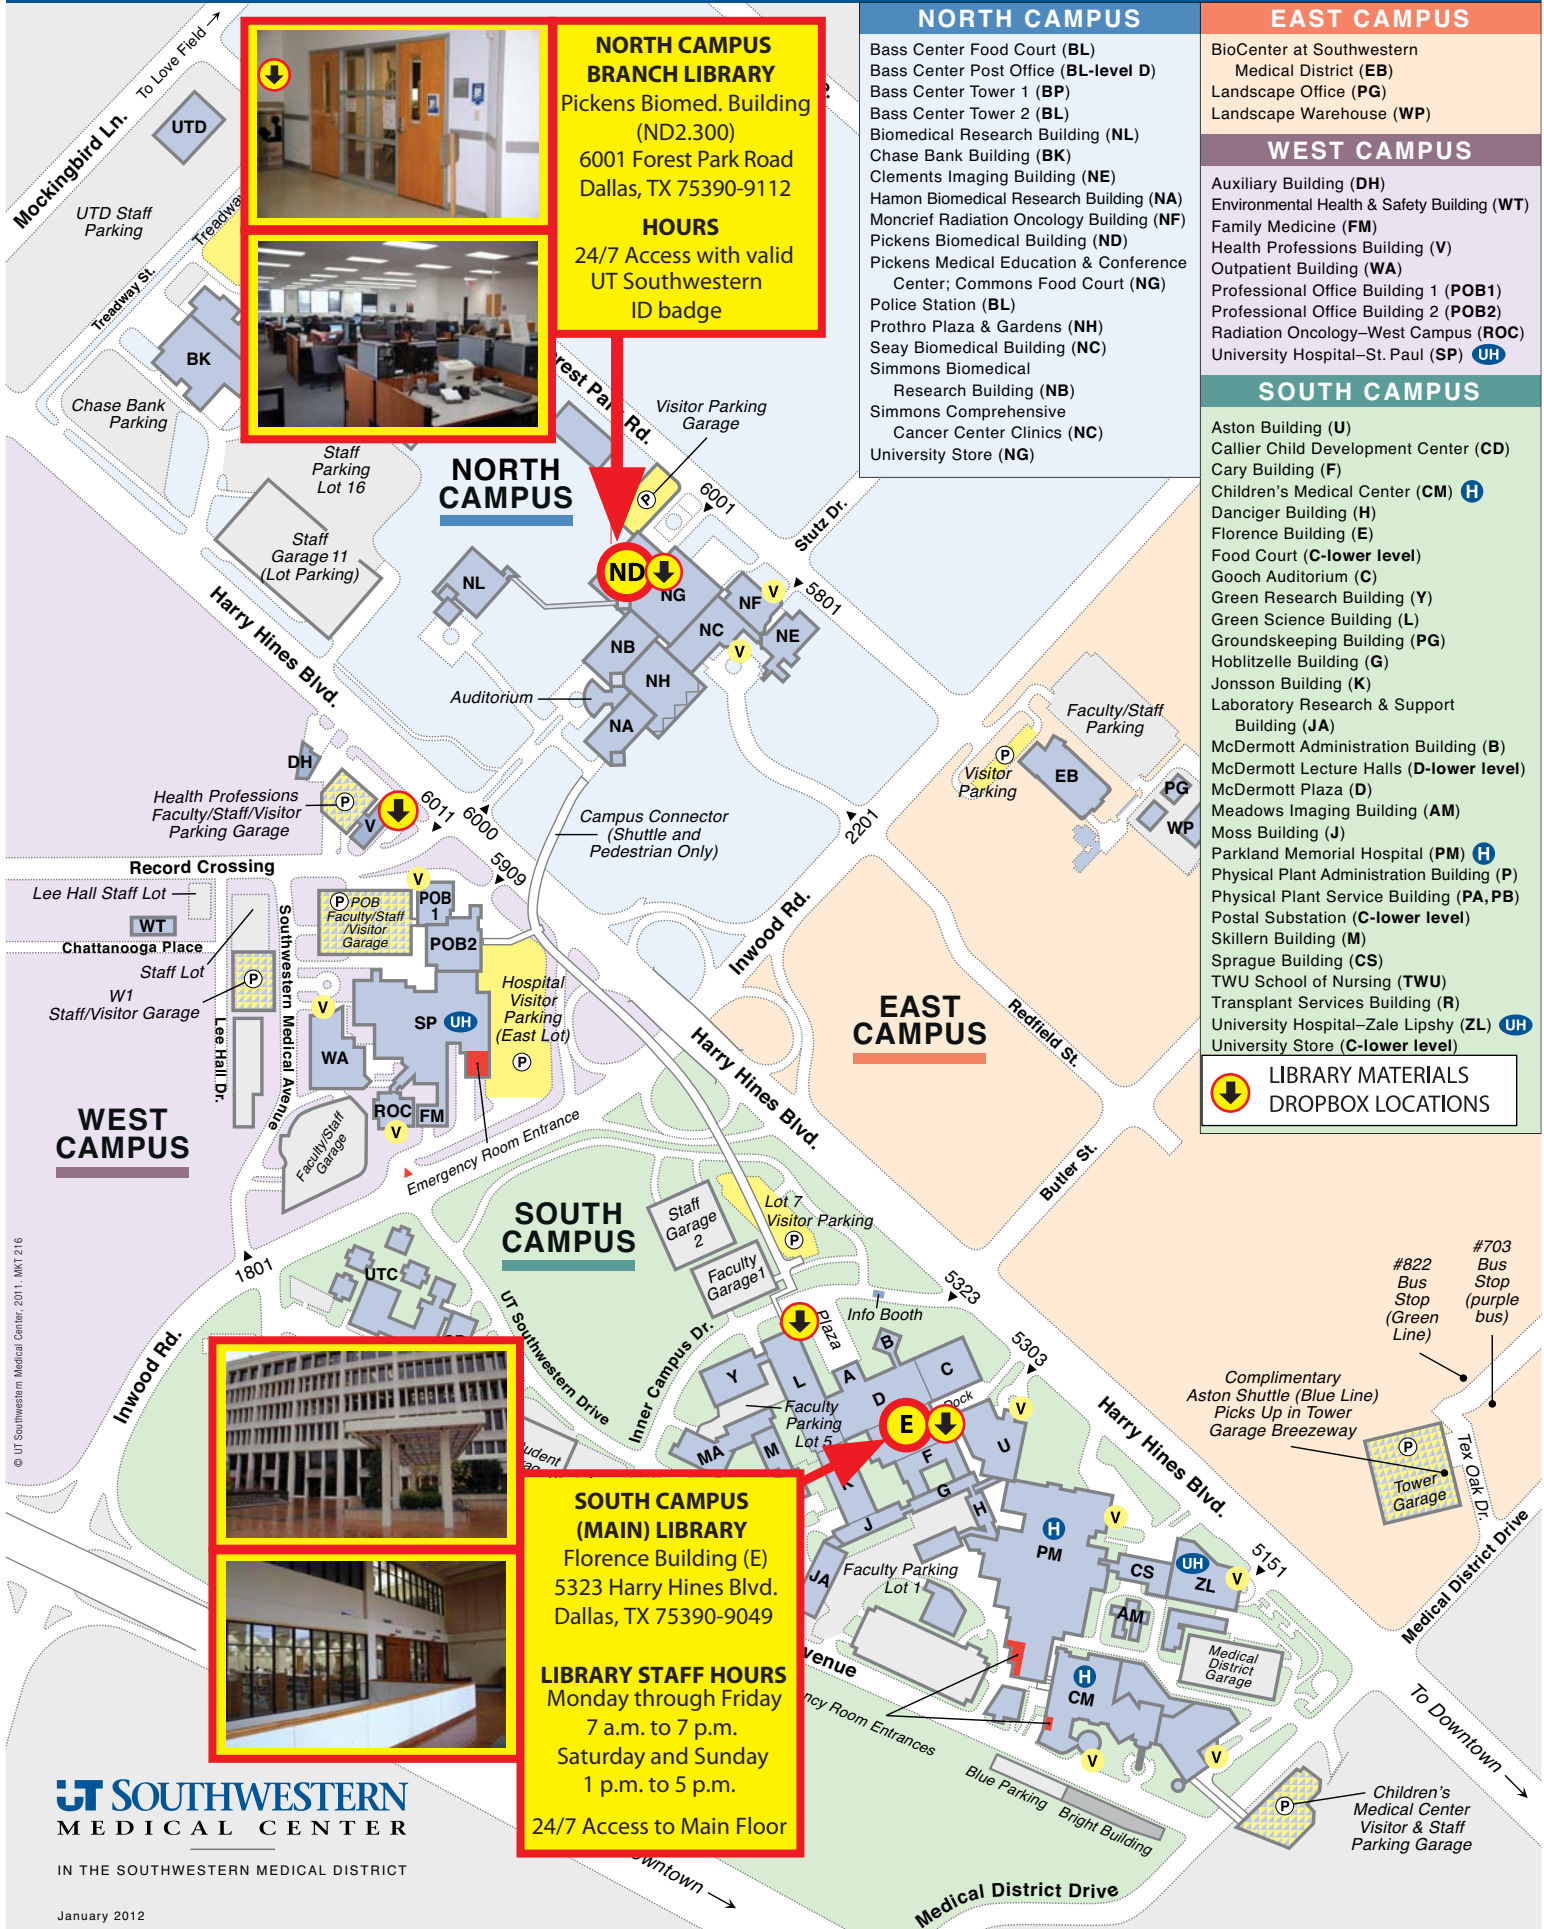 To Love Field
Mockingbird Ln.
UTD
UTD Staff
Parking
Treadway
Treadway St.
BK
Chase Bank
Parking
NORTH CAMPUS
BRANCH LIBRARY
Pickens Biomed. Building
(ND2.300)
6001 Forest Park Road
Dallas, TX 75390-9112
HOURS
24/7 Access with valid
UT Southwestern
ID badge
NORTH CAMPUS
Bass Center Food Court (BL)
Bass Center Post Office (BL-level D)
Bass Center Tower 1 (BP)
Bass Center Tower 2 (BL)
Biomedical Research Building (NL)
Chase Bank Building (BK)
Clements Imaging Building (NE)
Hamon Biomedical Research Building (NA)
Moncrief Radiation Oncology Building (NF)
Pickens Biomedical Building (ND)
Pickens Medical Education & Conference
Center; Commons Food Court (NG)
Police Station (BL)
Prothro Plaza & Gardens (NH)
Seay Biomedical Building (NC)
Simmons Biomedical
Research Building (NB)
Simmons Comprehensive
Cancer Center Clinics (NC)
University Store (NG)
EAST CAMPUS
BioCenter at Southwestern
Medical District (EB)
Landscape Office (PG)
Landscape Warehouse (WP)
WEST CAMPUS
Auxiliary Building (DH)
Environmental Health & Safety Building (WT)
Family Medicine (FM)
Health Professions Building (V)
Outpatient Building (WA)
Professional Office Building 1 (POB1)
Professional Office Building 2 (POB2)
Radiation Oncology–West Campus (ROC)
University Hospital–St. Paul (SP) UH
SOUTH CAMPUS
Aston Building (U)
Callier Child Development Center (CD)
Cary Building (F)
Children's Medical Center (CM) H
Danciger Building (H)
Florence Building (E)
Food Court (C-lower level)
Gooch Auditorium (C)
Green Research Building (Y)
Green Science Building (L)
Groundskeeping Building (PG)
Hoblitzelle Building (G)
Jonsson Building (K)
Laboratory Research & Support
Building (JA)
McDermott Administration Building (B)
McDermott Lecture Halls (D-lower level)
McDermott Plaza (D)
Meadows Imaging Building (AM)
Moss Building (J)
Parkland Memorial Hospital (PM) H
Physical Plant Administration Building (P)
Physical Plant Service Building (PA, PB)
Postal Substation (C-lower level)
Skillern Building (M)
Sprague Building (CS)
TWU School of Nursing (TWU)
Transplant Services Building (R)
University Hospital–Zale Lipshy (ZL) UH
University Store (C-lower level)
LIBRARY MATERIALS
DROPBOX LOCATIONS
Staff
Parking
Lot 16
Staff
Garage 11
(Lot Parking)
NORTH
CAMPUS
Park Rd.
Visitor Parking
Garage
P
6001
Stutz Dr.
5801
ND
NG
NL
NF
V
NC
NE
V
NB
NH
NA
Auditorium
Harry Hines Blvd.
DH
Health Professions
Faculty/Staff/Visitor
Parking Garage
P
V
6011
6000
5909
Campus Connector
(Shuttle and
Pedestrian Only)
2201
Inwood Rd.
Faculty/Staff
Parking
Visitor
Parking
P
EB
PG
WP
Record Crossing
Lee Hall Staff Lot
WT
Chattanooga Place
Staff Lot
W1
Staff/Visitor Garage
P
Lee Hall Dr.
Southwestern Medical Avenue
P POB
Faculty/Staff
/Visitor
Garage
V
POB
1
POB2
Hospital
Visitor
Parking
(East Lot)
P
V
SP UH
WA
ROC
FM
V
Faculty/Staff
Garage
Emergency Room Entrance
WEST
CAMPUS
EAST
CAMPUS
Redfield St.
Harry Hines Blvd.
Butler St.
SOUTH
CAMPUS
Staff
Garage
2
Faculty
Garage1
Lot 7
Visitor Parking
P
1801
Inwood Rd.
UTC
UT Southwestern Drive
Inner Campus Dr.
Plaza
Info Booth
5323
5303
B
A
C
D
Y
L
Faculty
Parking
Lot 5
E
Dock
V
U
MA
M
F
G
H
K
J
JA
Faculty Parking
Lot 1
H
PM
V
CS
UH
ZL
V
5151
AM
Medical
District
Garage
H
CM
V
V
Harry Hines Blvd.
#822
Bus
Stop
(Green
Line)
#703
Bus
Stop
(purple
bus)
Complimentary
Aston Shuttle (Blue Line)
Picks Up in Tower
Garage Breezeway
P
Tower
Garage
Tex Oak Dr.
Medical District Drive
To Downtown
Room Entrances
Blue Parking
Bright Building
P
Children's
Medical Center
Visitor & Staff
Parking Garage
Medical District Drive
SOUTH CAMPUS
(MAIN) LIBRARY
Florence Building (E)
5323 Harry Hines Blvd.
Dallas, TX 75390-9049
LIBRARY STAFF HOURS
Monday through Friday
7 a.m. to 7 p.m.
Saturday and Sunday
1 p.m. to 5 p.m.
24/7 Access to Main Floor
© UT Southwestern Medical Center, 2011. MKT 216
UT SOUTHWESTERN
MEDICAL CENTER
IN THE SOUTHWESTERN MEDICAL DISTRICT
January 2012